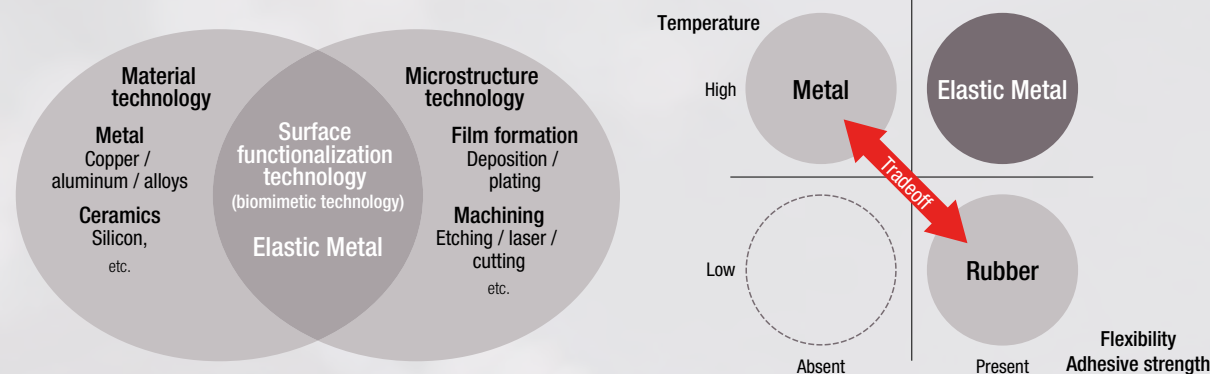 Material
technology
Metal
Copper /
aluminum / alloys
Ceramics
Silicon,
etc.
Surface
functionalization
technology
(biomimetic technology)
Elastic Metal
Microstructure
technology
Film formation
Deposition /
plating
Machining
Etching / laser /
cutting
etc.
Temperature
High
Metal
Elastic Metal
Tradeoff
Low
Rubber
Absent
Present
Flexibility
Adhesive strength